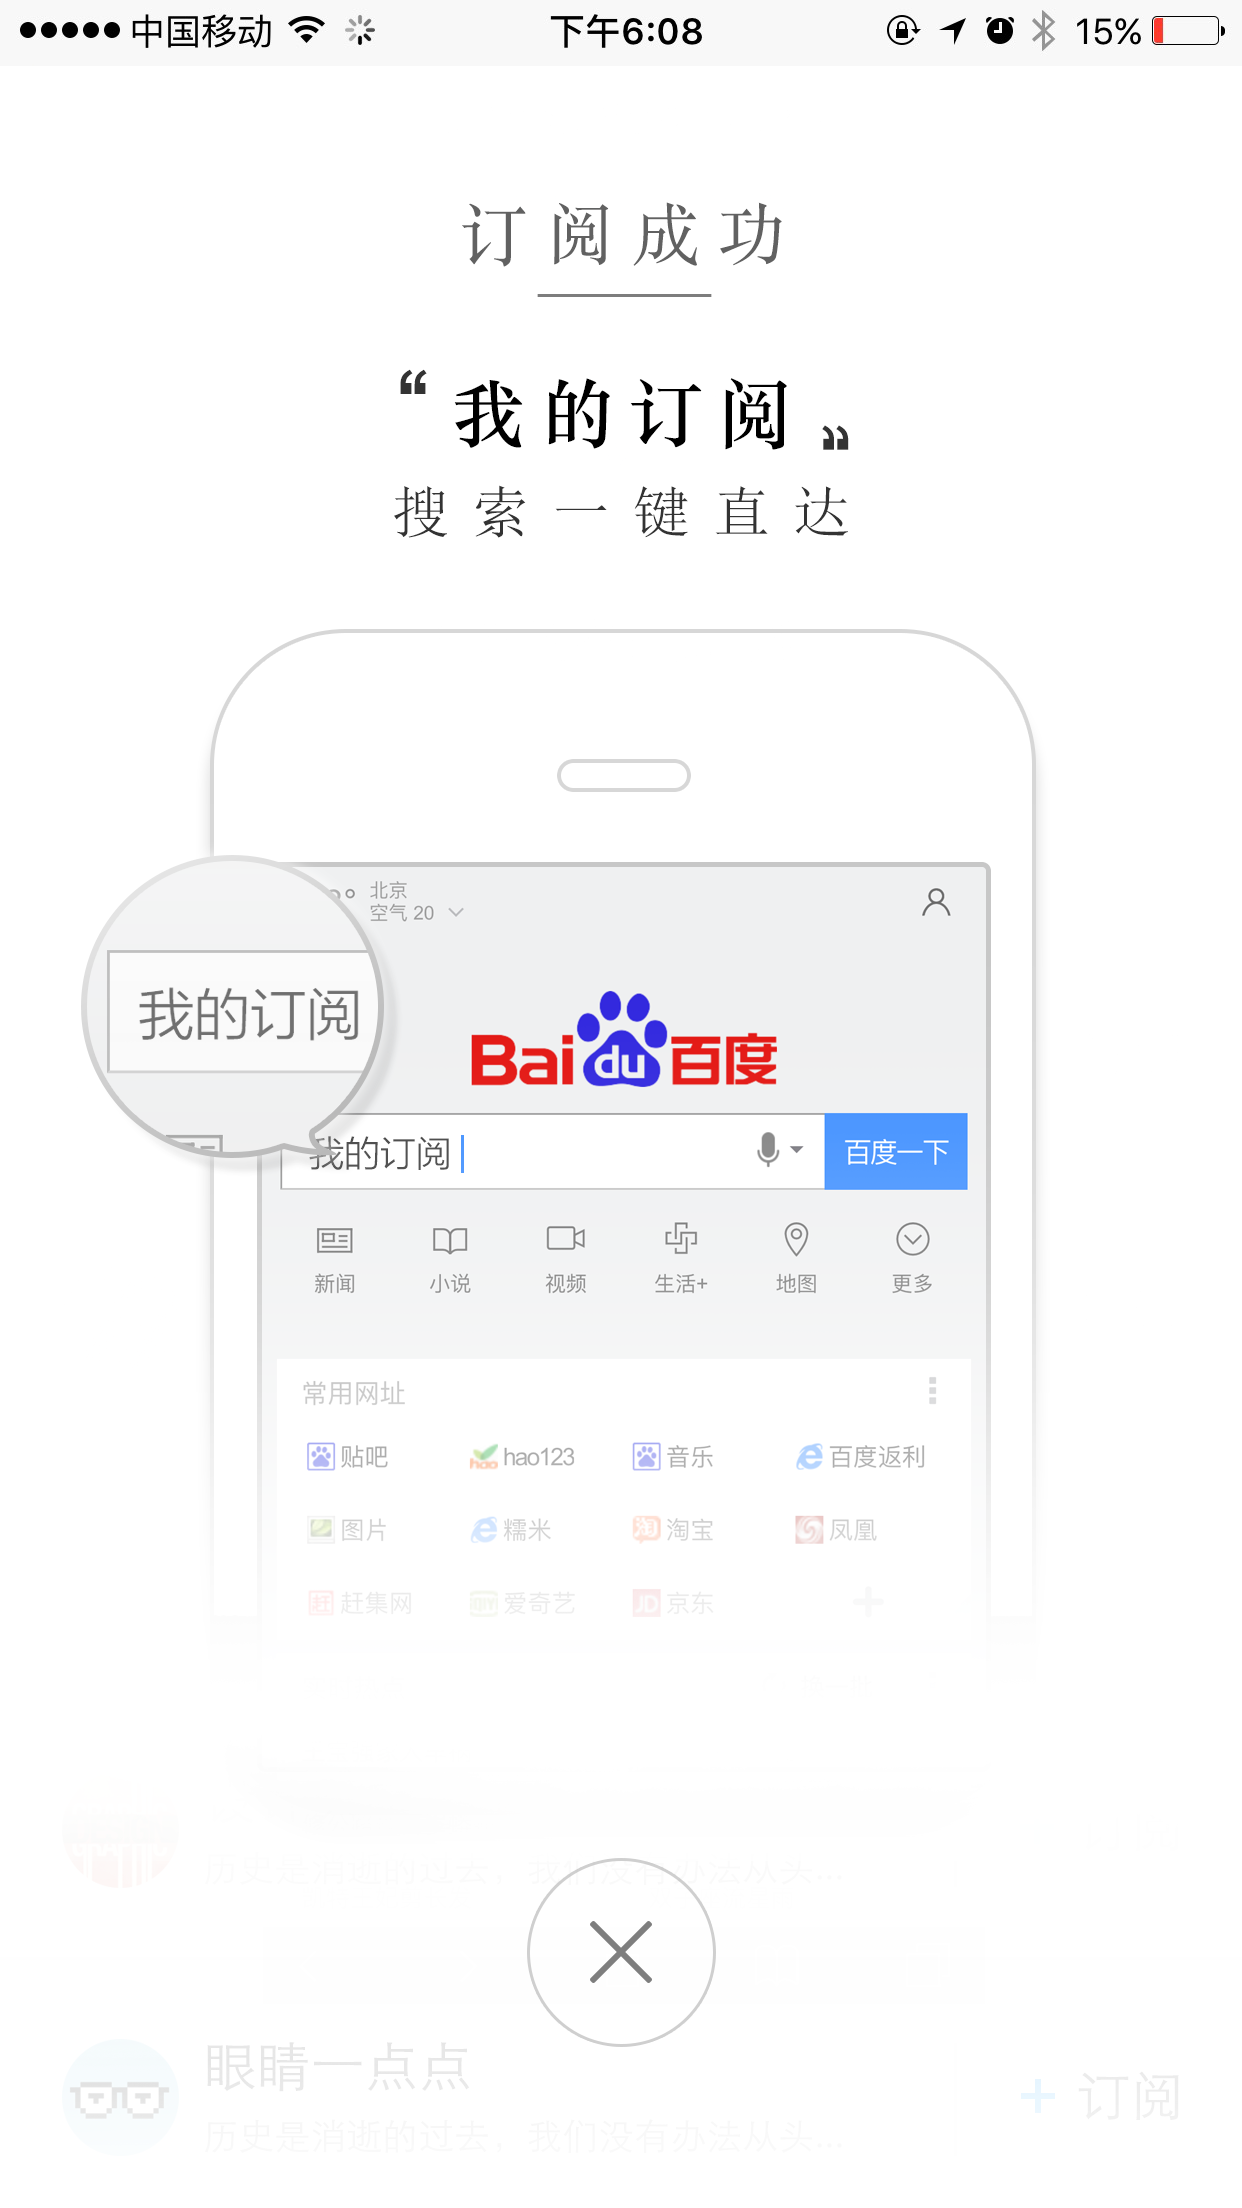 中国移动 下午6:08 15%
订阅成功
“我的订阅”
搜索一键直达
北京
空气 20
我的订阅
Bai du 百度
我的订阅 百度一下
新闻 小说 视频 生活+ 地图 更多
常用网址
贴吧 hao123 音乐 百度返利
图片 糯米 淘宝 凤凰
赶集网 爱奇艺 京东
历史是消逝的过去，我们没有办法从头...
眼睛一点点
+ 订阅
历史是消逝的过去，我们没有办法从头...